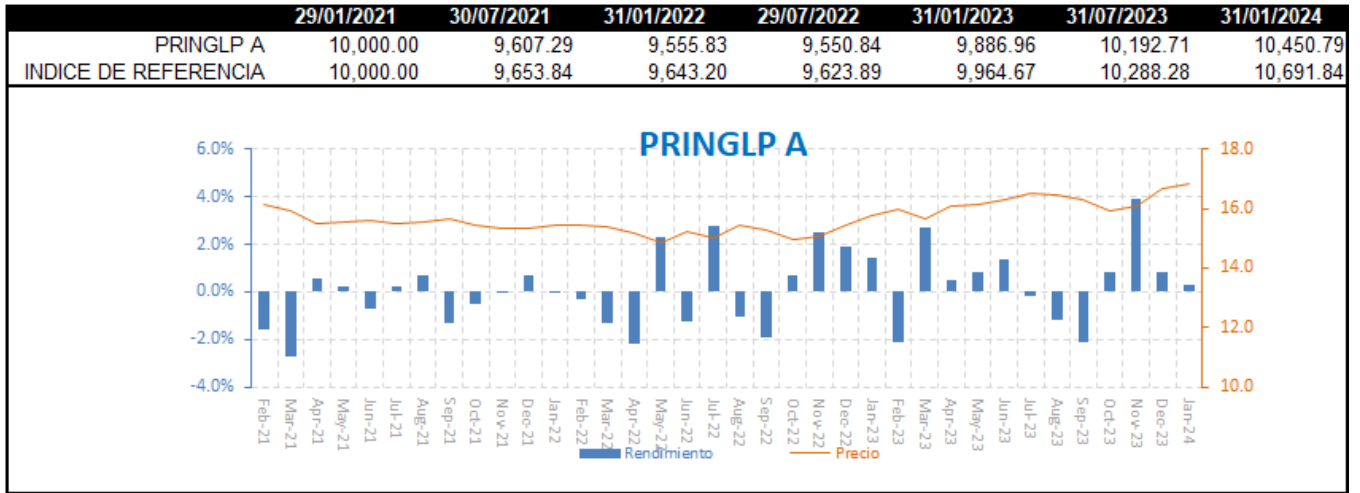 29/01/2021 30/07/2021 31/01/2022 29/07/2022 31/01/2023 31/07/2023 31/01/2024
PRINGLP A 10,000.00 9,607.29 9,555.83 9,550.84 9,886.96 10,192.71 10,450.79
INDICE DE REFERENCIA 10,000.00 9,653.84 9,643.20 9,623.89 9,964.67 10,288.28 10,691.84
PRINGLP A
6.0% 18.0
4.0% 16.0
2.0% 14.0
0.0%
-2.0% 12.0
-4.0% 10.0
Feb-21 Mar-21 Apr-21 May-21 Jun-21 Jul-21 Aug-21 Sep-21 Oct-21 Nov-21 Dec-21 Jan-22 Feb-22 Mar-22 Apr-22 May-22 Jun-22 Jul-22 Aug-22 Sep-22 Oct-22 Nov-22 Dec-22 Jan-23 Feb-23 Mar-23 Apr-23 May-23 Jun-23 Jul-23 Aug-23 Sep-23 Oct-23 Nov-23 Dec-23 Jan-24
Rendimiento Precio